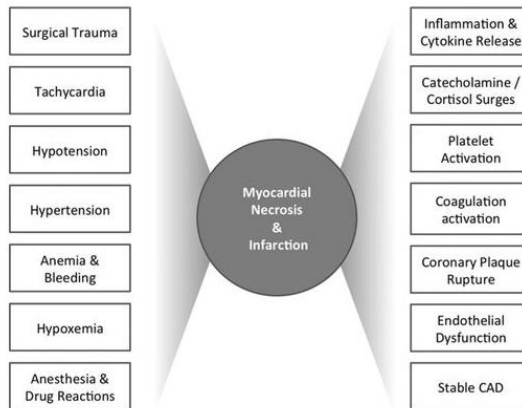 Surgical Trauma
Tachycardia
Hypotension
Hypertension
Anemia &
Bleeding
Hypoxemia
Anesthesia &
Drug Reactions
Myocardial
Necrosis
&
Infarction
Inflammation &
Cytokine Release
Catecholamine /
Cortisol Surges
Platelet
Activation
Coagulation
activation
Coronary Plaque
Rupture
Endothelial
Dysfunction
Stable CAD